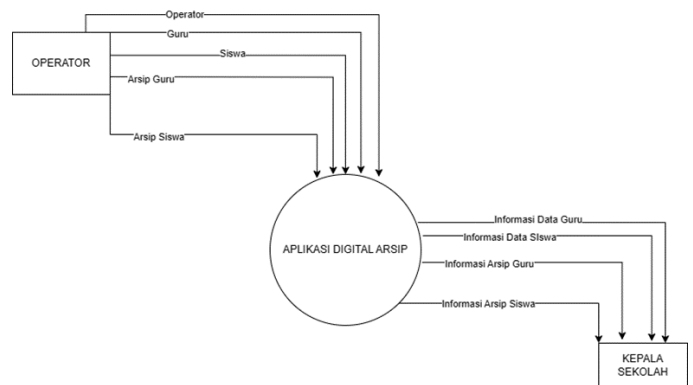 Operator
Guru
Siswa
OPERATOR
Arsip Guru
Arsip Siswa
APLIKASI DIGITAL ARSIP
Informasi Data Guru
Informasi Data SIswa
Informasi Arsip Guru
Informasi Arsip Siswa
KEPALA
SEKOLAH